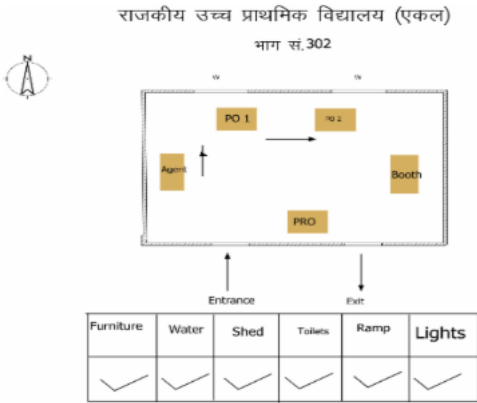 राजकीय उच्च प्राथमिक विद्यालय (एकल)
भाग सं.302
N
W W
PO 1 PO 2
Agent Booth
PRO
Entrance Exit
Furniture Water Shed Toilets Ramp Lights